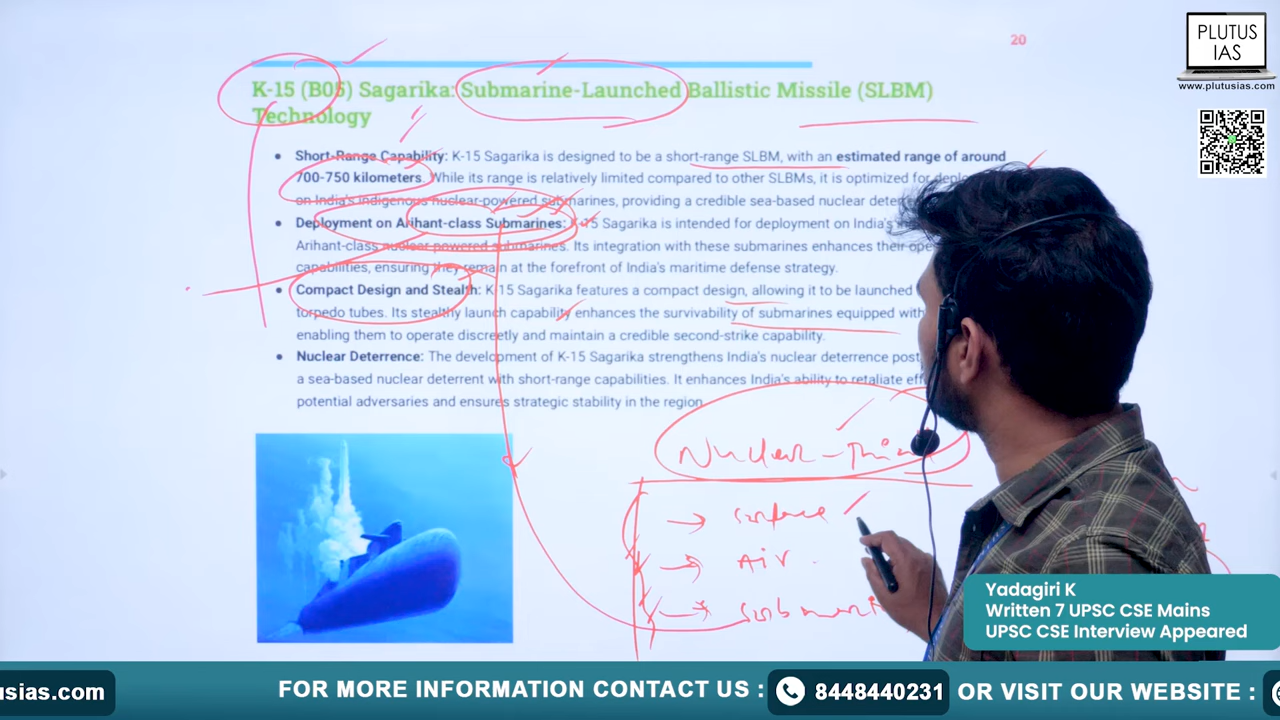 20
PLUTUS
IAS
www.plutusias.com
K-15 (B05) Sagarika: Submarine-Launched Ballistic Missile (SLBM)
Technology
• Short-Range Capability: K-15 Sagarika is designed to be a short-range SLBM, with an estimated range of around
700-750 kilometers. While its range is relatively limited compared to other SLBMs, it is optimized for
on India's indigenous nuclear-powered submarines, providing a credible sea-based nuclear
• Deployment on Arihant-class Submarines: K-15 Sagarika is intended for deployment on India's
Arihant-class nuclear-powered submarines. Its integration with these submarines enhances their
capabilities, ensuring they remain at the forefront of India's maritime defense strategy.
• Compact Design and Stealth: K-15 Sagarika features a compact design, allowing it to be launched
torpedo tubes. Its stealthy launch capability enhances the survivability of submarines equipped with
enabling them to operate discreetly and maintain a credible second-strike capability.
• Nuclear Deterrence: The development of K-15 Sagarika strengthens India's nuclear deterrence
a sea-based nuclear deterrent with short-range capabilities. It enhances India's ability to retaliate
potential adversaries and ensures strategic stability in the region.
Nuclear -
→ surface
→ Air
→
Yadagiri K
Written 7 UPSC CSE Mains
UPSC CSE Interview Appeared
usias.com
FOR MORE INFORMATION CONTACT US : 8448440231 OR VISIT OUR WEBSITE :